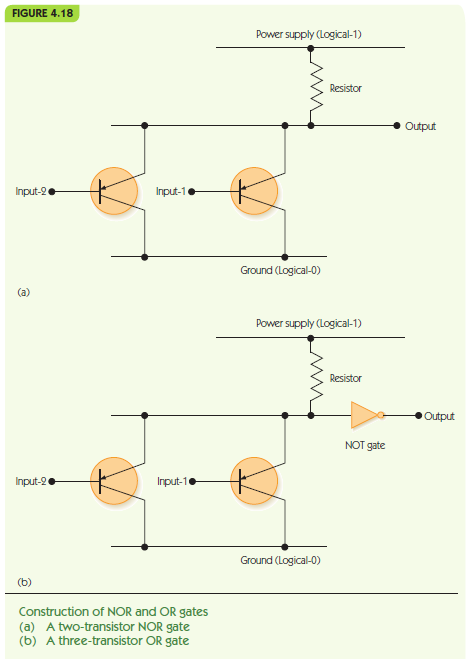 FIGURE 4.18
Power supply (Logical-1)
Resistor
Output
Input-2
Input-1
Ground (Logical-0)
(a)
Power supply (Logical-1)
Resistor
Output
NOT gate
Input-2
Input-1
Ground (Logical-0)
(b)
Construction of NOR and OR gates
(a) A two-transistor NOR gate
(b) A three-transistor OR gate